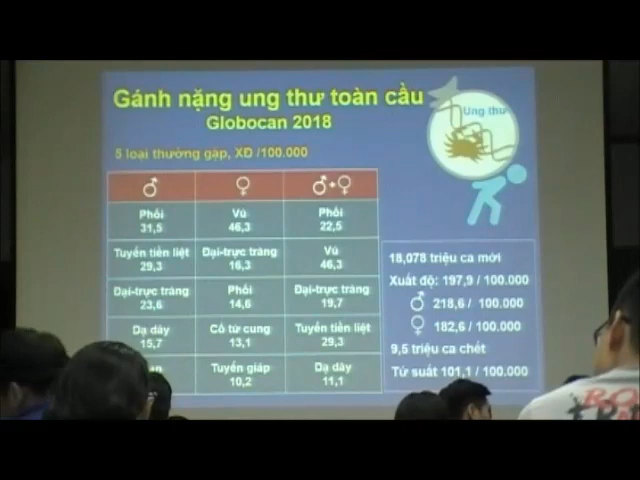 Gánh nặng ung thư toàn cầu
Globocan 2018
Ung thư
5 loại thường gặp, XĐ /100.000
♂ ♀ ♂+♀
Phổi Vú Phổi
31,5 46,3 22,5
Tuyến tiền liệt Đại-trực tràng Vú
29,3 16,3 46,3
Đại-trực tràng Phổi Đại-trực tràng
23,6 14,6 19,7
Dạ dày Cổ tử cung Tuyến tiền liệt
15,7 13,1 29,3
Tuyến giáp Dạ dày
10,2 11,1
18,078 triệu ca mới
Xuất độ: 197,9 / 100.000
♂ 218,6 / 100.000
♀ 182,6 / 100.000
9,5 triệu ca chết
Tử suất 101,1 / 100.000